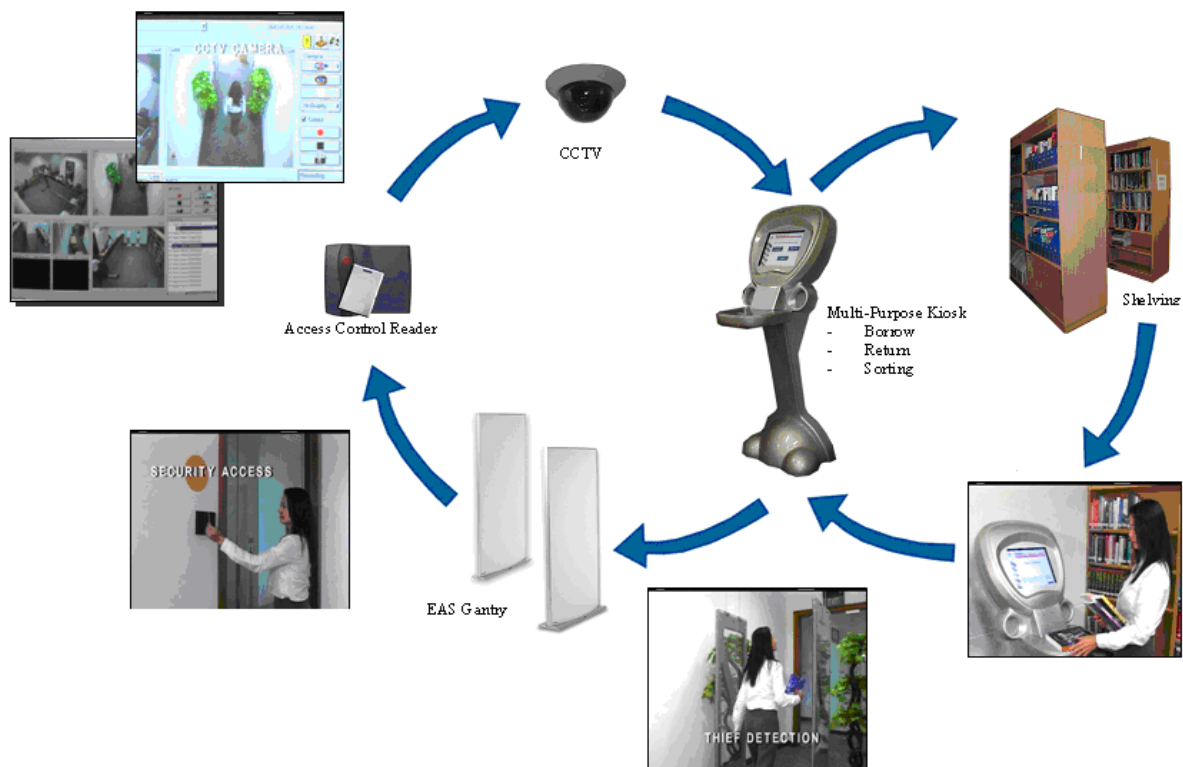 CCTV CAMERA
CCTV
Access Control Reader
Multi-Purpose Kiosk
- Borrow
- Return
- Sorting
Shelving
SECURITY ACCESS
EAS Gantry
THIEF DETECTION